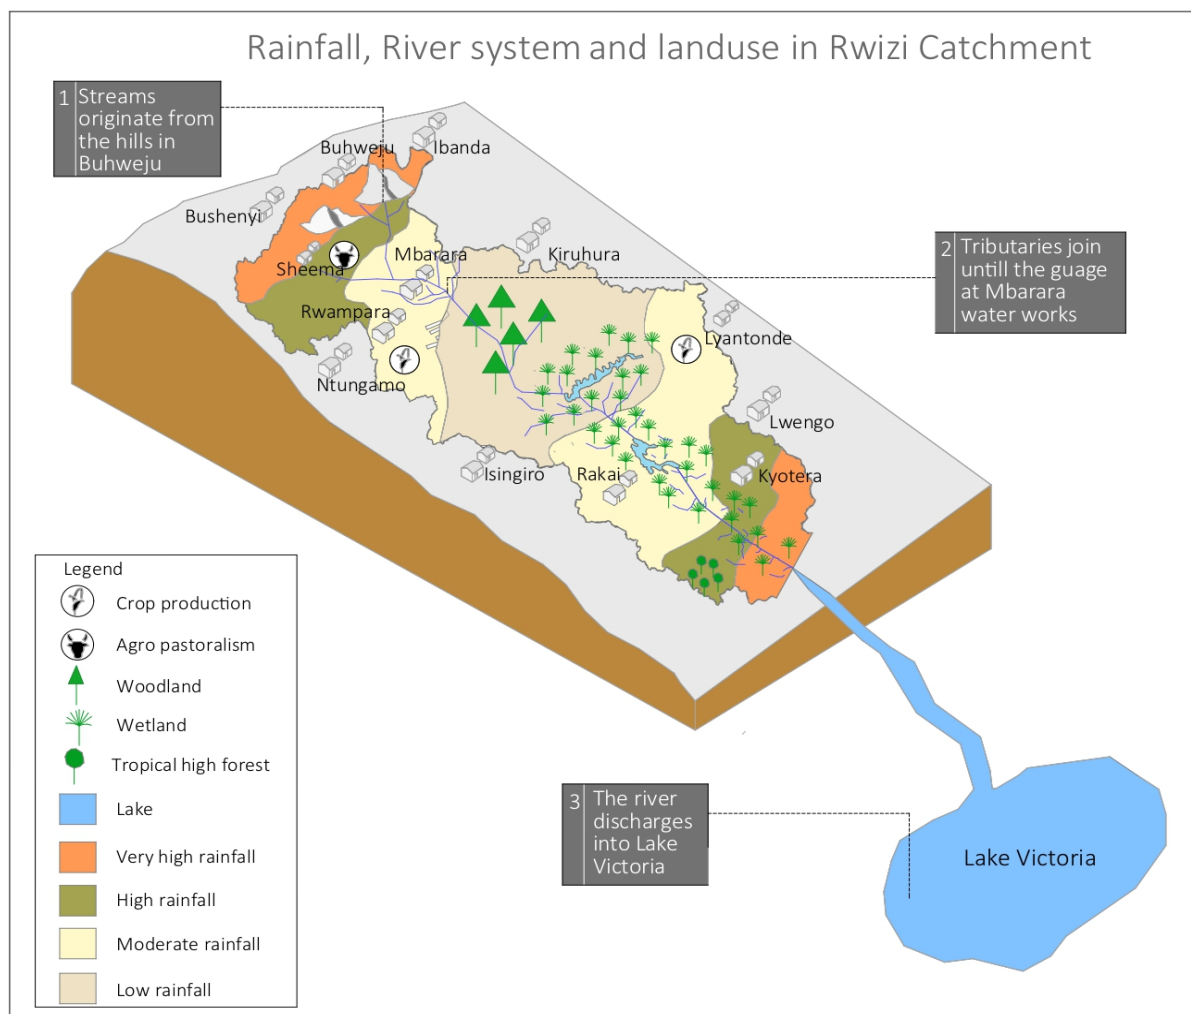 Rainfall, River system and landuse in Rwizi Catchment
1
Streams
originate from
the hills in
Buhweju
Buhweju
Ibanda
Bushenyi
Sheema
Mbarara
Kiruhura
2
Tributaries join
untill the guage
at Mbarara
water works
Rwampara
Lyantonde
Ntungamo
Lwengo
Isingiro
Rakai
Kyotera
Legend
Crop production
Agro pastoralism
Woodland
Wetland
Tropical high forest
Lake
Very high rainfall
High rainfall
Moderate rainfall
Low rainfall
3
The river
discharges
into Lake
Victoria
Lake Victoria